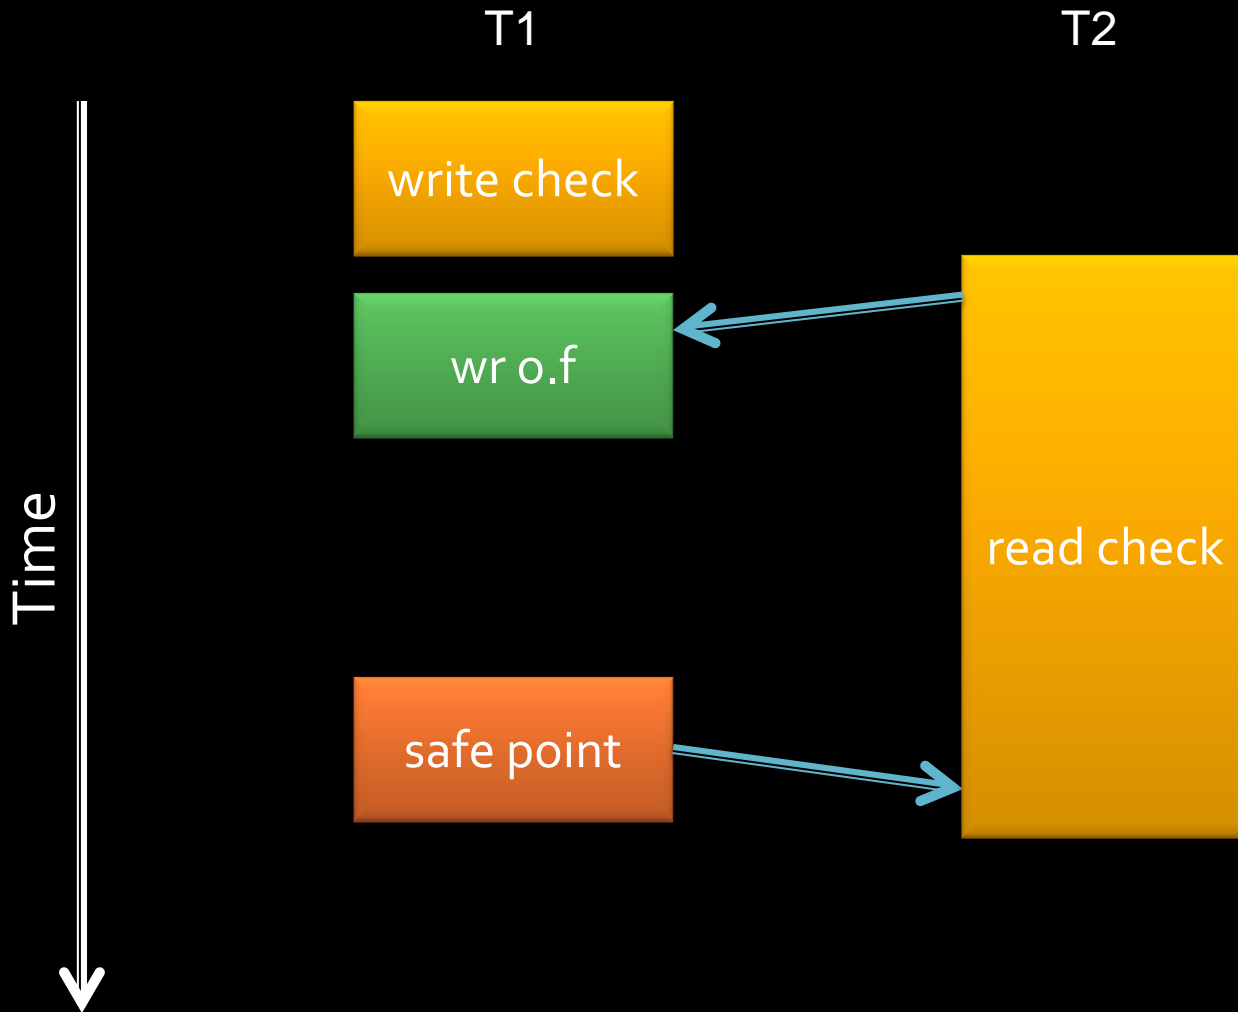 T1
T2
write check
wr o.f
read check
Time
safe point